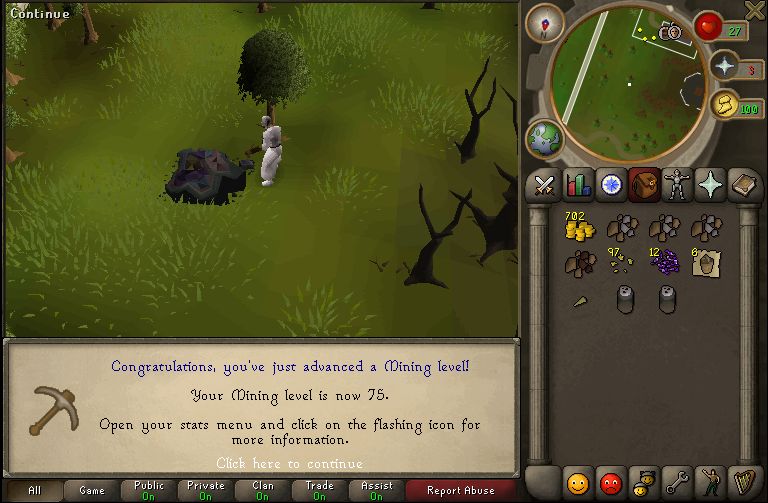 Continue
27
3
100
702
97
12
6
Congratulations, you've just advanced a Mining level!
Your Mining level is now 75.
Open your stats menu and click on the flashing icon for
more information.
Click here to continue
All
Game
Public
On
Private
On
Clan
On
Trade
On
Assist
On
Report Abuse